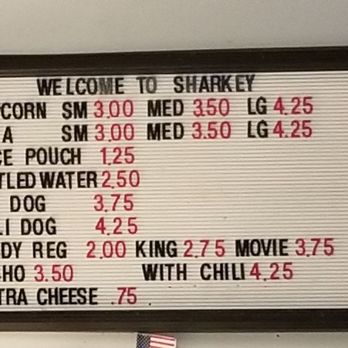 WELCOME TO SHARKEY
CORN SM 3.00 MED 3.50 LG 4.25
A SM 3.00 MED 3.50 LG 4.25
E POUCH 1.25
TLED WATER 2.50
DOG 3.75
I DOG 4.25
DY REG 2.00 KING 2.75 MOVIE 3.75
HO 3.50 WITH CHILI 4.25
TRA CHEESE .75